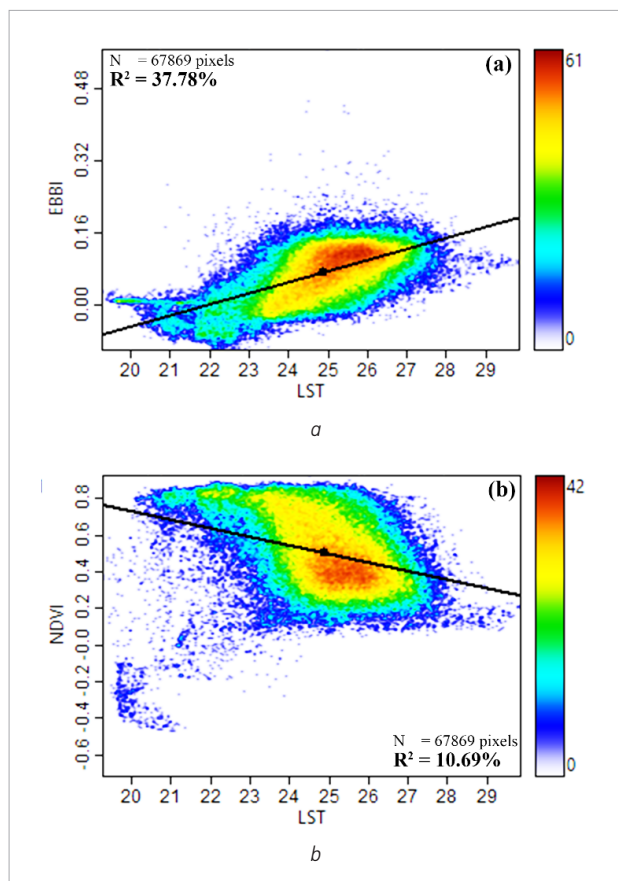 N = 67869 pixels
R² = 37.78%
(a)
61
0
0.48
0.32
0.16
0.00
EBBI
20 21 22 23 24 25 26 27 28 29
LST
a
(b)
42
0
0.8
0.6
0.4
0.2
-0.0
-0.2
-0.4
-0.6
NDVI
N = 67869 pixels
R² = 10.69%
20 21 22 23 24 25 26 27 28 29
LST
b